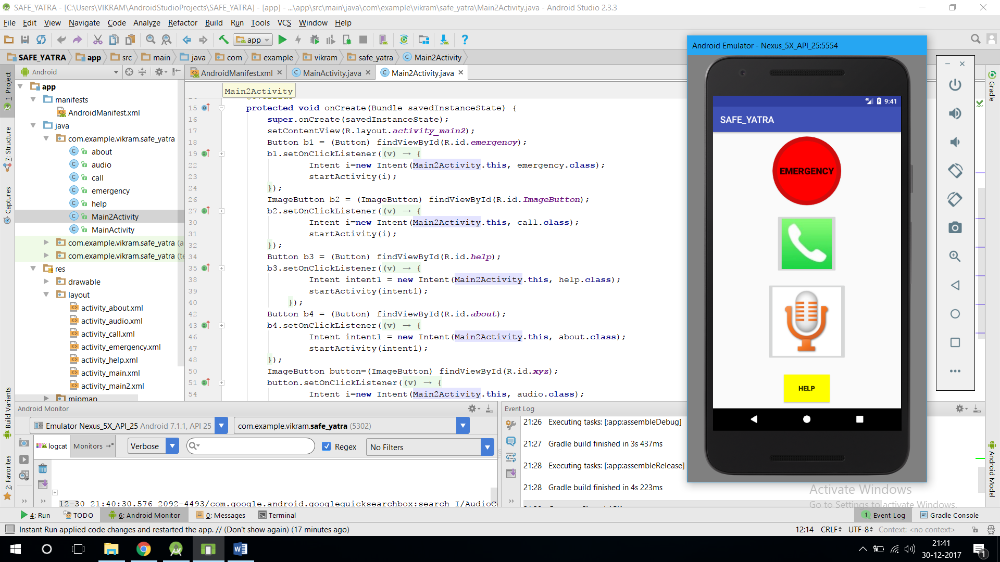 SAFE_YATRA - [C:\Users\VIKRAM\AndroidStudioProjects\SAFE_YATRA] - [app] - ...\app\src\main\java\com\example\vikram\safe_yatra\Main2Activity.java - Android Studio 2.3.3
File Edit View Navigate Code Analyze Refactor Build Run Tools VCS Window Help
app
SAFE_YATRA app src main java com example vikram safe_yatra Main2Activity
Android
AndroidManifest.xml MainActivity.java Main2Activity.java
Main2Activity
1: Project
7: Structure
Captures
Build Variants
2: Favorites
app
manifests
AndroidManifest.xml
java
com.example.vikram.safe_yatra
about
audio
call
emergency
help
Main2Activity
MainActivity
com.example.vikram.safe_yatra (a
com.example.vikram.safe_yatra (te
res
drawable
layout
activity_about.xml
activity_audio.xml
activity_call.xml
activity_emergency.xml
activity_help.xml
activity_main.xml
activity_main2.xml
mipmap
15 protected void onCreate(Bundle savedInstanceState) {
16 super.onCreate(savedInstanceState);
17 setContentView(R.layout.activity_main2);
18 Button b1 = (Button) findViewById(R.id.emergency);
19 b1.setOnClickListener((v) → {
22 Intent i=new Intent(Main2Activity.this, emergency.class);
23 startActivity(i);
24 });
26 ImageButton b2 = (ImageButton) findViewById(R.id.ImageButton);
27 b2.setOnClickListener((v) → {
30 Intent i=new Intent(Main2Activity.this, call.class);
31 startActivity(i);
32 });
34 Button b3 = (Button) findViewById(R.id.help);
35 b3.setOnClickListener((v) → {
38 Intent intent1 = new Intent(Main2Activity.this, help.class);
39 startActivity(intent1);
40 });
42 Button b4 = (Button) findViewById(R.id.about);
43 b4.setOnClickListener((v) → {
46 Intent intent1 = new Intent(Main2Activity.this, about.class);
47 startActivity(intent1);
48 });
50 ImageButton button=(ImageButton) findViewById(R.id.xyz);
51 button.setOnClickListener((v) → {
54 Intent i=new Intent(Main2Activity.this, audio.class);
Android Emulator - Nexus_5X_API_25:5554
4G 9:41
SAFE_YATRA
EMERGENCY
HELP
Gradle
Android Model
Android Monitor
Emulator Nexus_5X_API_25 Android 7.1.1, API 25
com.example.vikram.safe_yatra (5302)
logcat Monitors Verbose Regex No Filters
12-30 21:40:30.576 2092-4493/com.google.android.googlequicksearchbox:search I/AudioCo
Event Log
21:26 Executing tasks: [:app:assembleDebug]
21:27 Gradle build finished in 3s 437ms
21:28 Executing tasks: [:app:assembleRelease]
21:28 Gradle build finished in 4s 223ms
Activate Windows
Go to Settings to activate Windows.
4: Run TODO 6: Android Monitor 0: Messages Terminal 1 Event Log Gradle Console
Instant Run applied code changes and restarted the app. // (Don't show again) (17 minutes ago)
12:14 CRLF UTF-8 Context: <no context>
21:41
30-12-2017
1